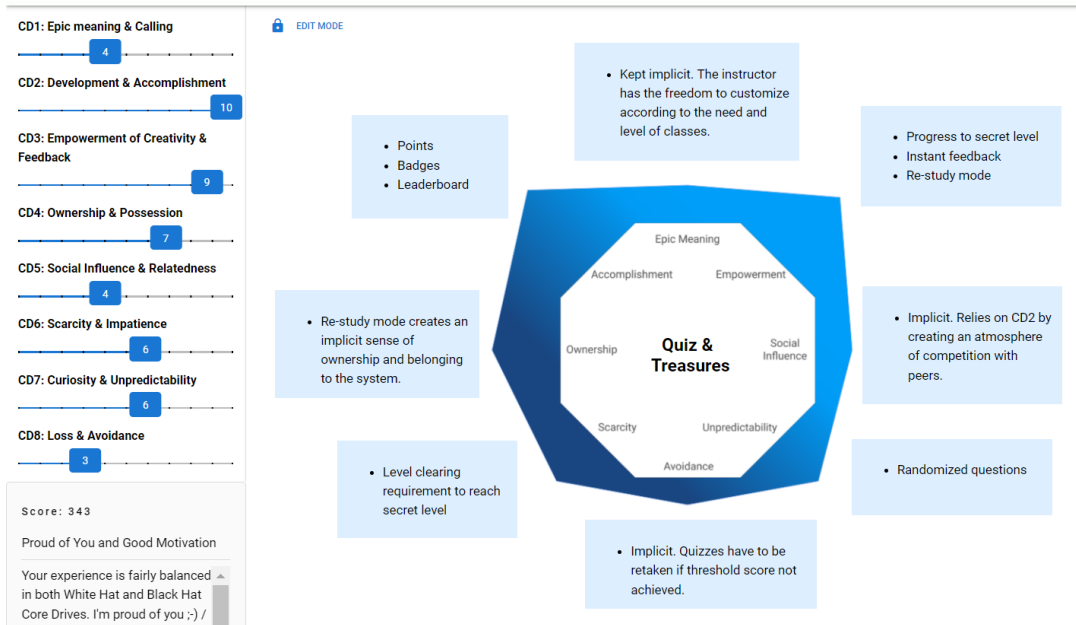 CD1: Epic meaning & Calling
4
CD2: Development & Accomplishment
10
CD3: Empowerment of Creativity &
Feedback
9
CD4: Ownership & Possession
7
CD5: Social Influence & Relatedness
4
CD6: Scarcity & Impatience
6
CD7: Curiosity & Unpredictability
6
CD8: Loss & Avoidance
3
Score: 343
Proud of You and Good Motivation
Your experience is fairly balanced
in both White Hat and Black Hat
Core Drives. I'm proud of you ;-) /
EDIT MODE
• Kept implicit. The instructor
has the freedom to customize
according to the need and
level of classes.
• Points
• Badges
• Leaderboard
• Progress to secret level
• Instant feedback
• Re-study mode
Epic Meaning
Accomplishment
Empowerment
• Re-study mode creates an
implicit sense of
ownership and belonging
to the system.
Ownership
Quiz &
Treasures
Social
Influence
• Implicit. Relies on CD2 by
creating an atmosphere
of competition with
peers.
Scarcity
Unpredictability
Avoidance
• Level clearing
requirement to reach
secret level
• Randomized questions
• Implicit. Quizzes have to be
retaken if threshold score not
achieved.